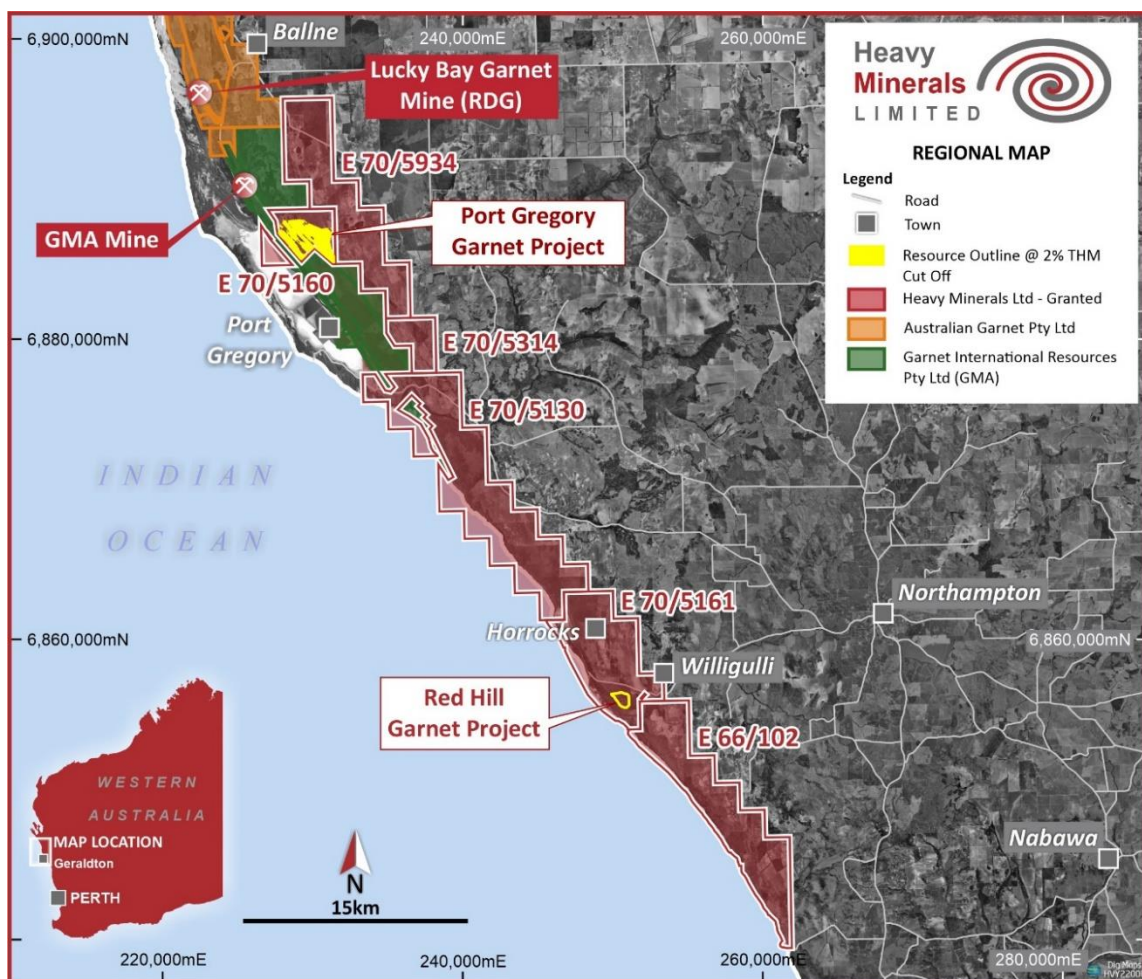 6,900,000mN
Ballne
240,000mE
260,000mE
Heavy
Minerals
LIMITED
REGIONAL MAP
Legend
Road
Town
Resource Outline @ 2% THM
Cut Off
Heavy Minerals Ltd - Granted
Australian Garnet Pty Ltd
Garnet International Resources
Pty Ltd (GMA)
Lucky Bay Garnet
Mine (RDG)
E 70/5934
GMA Mine
Port Gregory
Garnet Project
E 70/5160
Port
Gregory
6,880,000mN
E 70/5314
E 70/5130
INDIAN
OCEAN
E 70/5161
Northampton
Horrocks
6,860,000mN
6,860,000mN
Willigulli
Red Hill
Garnet Project
E 66/102
WESTERN
AUSTRALIA
MAP LOCATION
Geraldton
PERTH
N
15km
Nabawa
220,000mE
240,000mE
260,000mE
280,000mE
Dig Maps